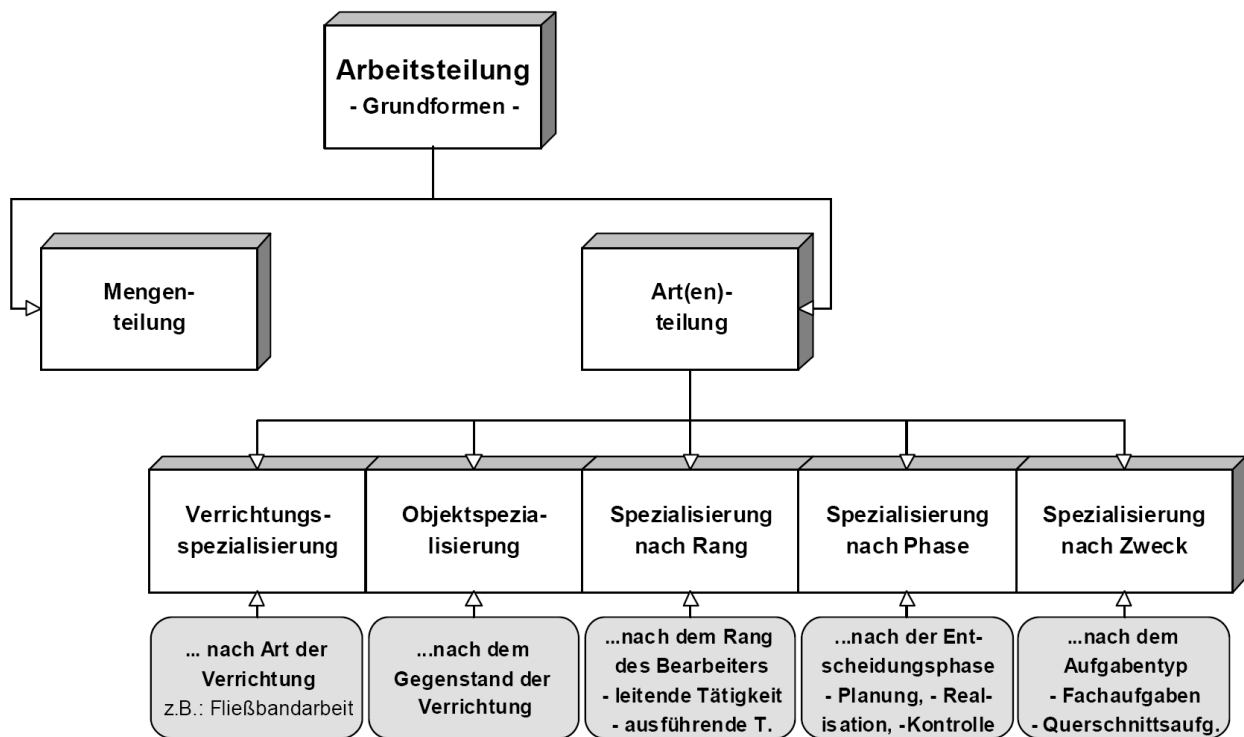 Arbeitsteilung
- Grundformen -
Mengen-
teilung
Art(en)-
teilung
Verrichtungs-
spezialisierung
Objektspezia-
lisierung
Spezialisierung
nach Rang
Spezialisierung
nach Phase
Spezialisierung
nach Zweck
... nach Art der
Verrichtung
z.B.: Fließbandarbeit
...nach dem
Gegenstand der
Verrichtung
...nach dem Rang
des Bearbeiters
- leitende Tätigkeit
- ausführende T.
...nach der Ent-
scheidungsphase
- Planung, - Real-
isation, -Kontrolle
...nach dem
Aufgabentyp
- Fachaufgaben
- Querschnittsaufg.